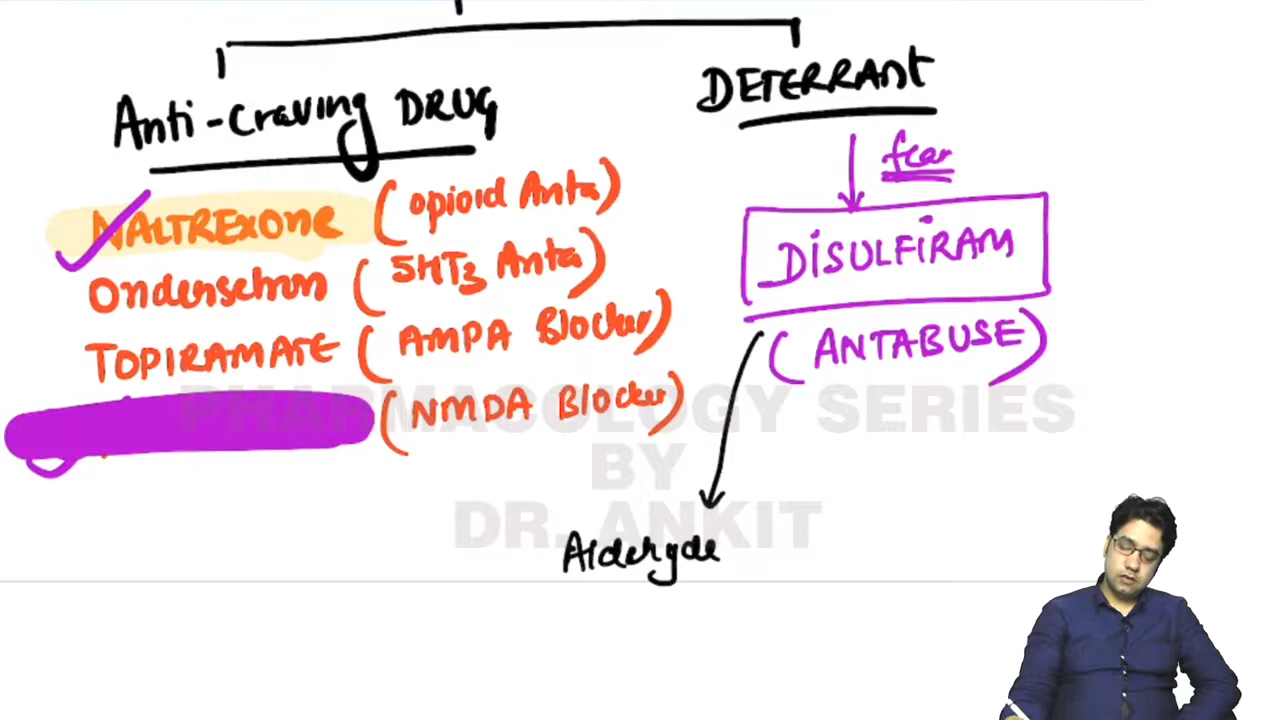 Anti-craving DRUG
DETERRANT
fear
NALTREXONE (opioid Anta)
Ondersetron (5HT3 Anta)
TOPIRAMATE (AMPA Blocker)
(NMDA Blocker)
DISULFIRAM
(ANTABUSE)
Aldehyde
PHARMACOLOGY SERIES
BY
DR. ANKIT